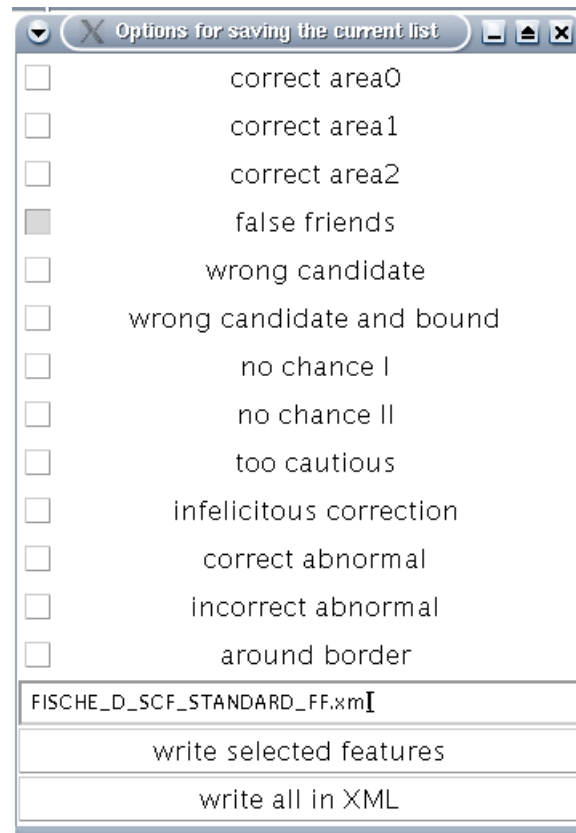 Options for saving the current list
correct area0
correct area1
correct area2
false friends
wrong candidate
wrong candidate and bound
no chance I
no chance II
too cautious
infelicitous correction
correct abnormal
incorrect abnormal
around border
FISCHE_D_SCF_STANDARD_FF.xm
write selected features
write all in XML